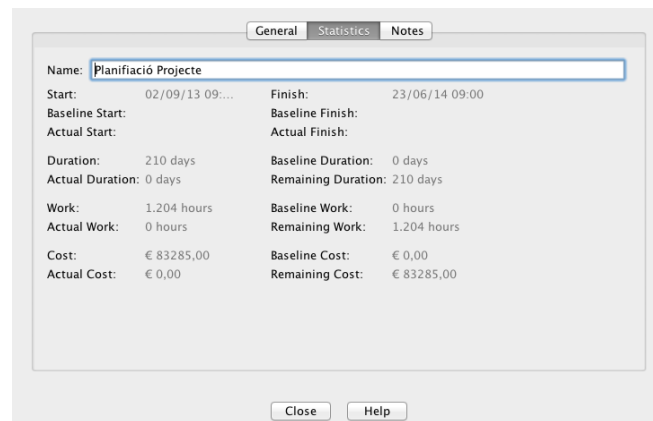 General Statistics Notes
Name: Planifiació Projecte
Start: 02/09/13 09:... Finish: 23/06/14 09:00
Baseline Start: Baseline Finish:
Actual Start: Actual Finish:
Duration: 210 days Baseline Duration: 0 days
Actual Duration: 0 days Remaining Duration: 210 days
Work: 1.204 hours Baseline Work: 0 hours
Actual Work: 0 hours Remaining Work: 1.204 hours
Cost: € 83285,00 Baseline Cost: € 0,00
Actual Cost: € 0,00 Remaining Cost: € 83285,00
Close Help